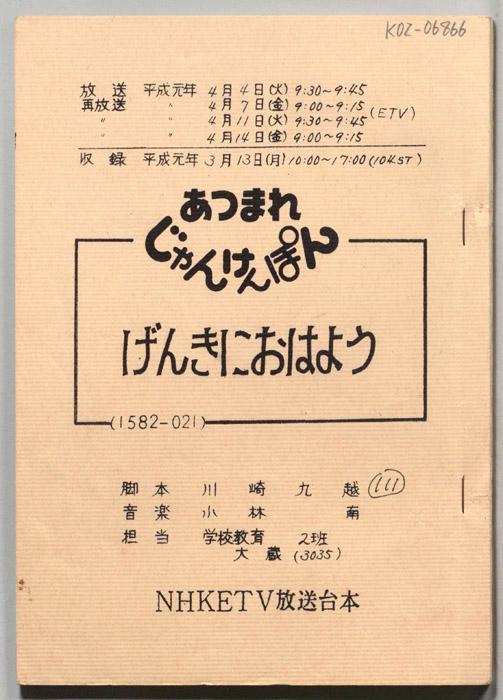 KOZ-06866
放送 平成元年 4月4日(火) 9:30~9:45
再放送 〃 4月7日(金) 9:00~9:15
〃 〃 4月11日(火) 9:30~9:45 (ETV)
〃 〃 4月14日(金) 9:00~9:15
収録 平成元年 3月13日(月) 10:00~17:00 (104.ST)
あつまれ
じゃんけんぽん
げんきにおはよう
(1582-021)
脚本 川崎九越 (111)
音楽 小林南
担当 学校教育 2班
大蔵 (3035)
NHKETV放送台本